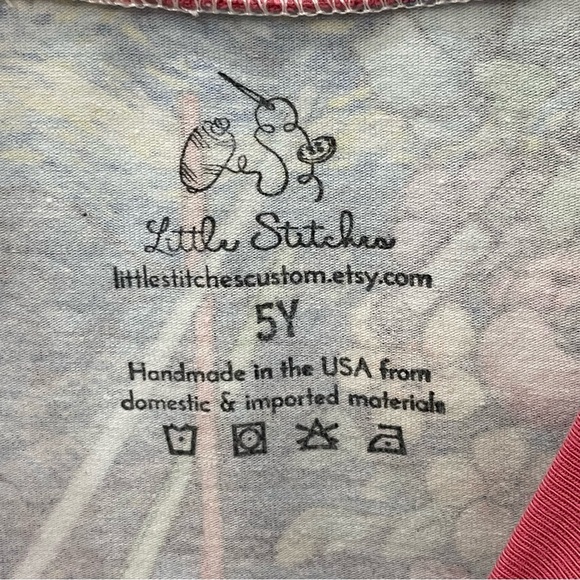 Little Stitches
littlestitchescustom.etsy.com
5Y
Handmade in the USA from
domestic & imported materials